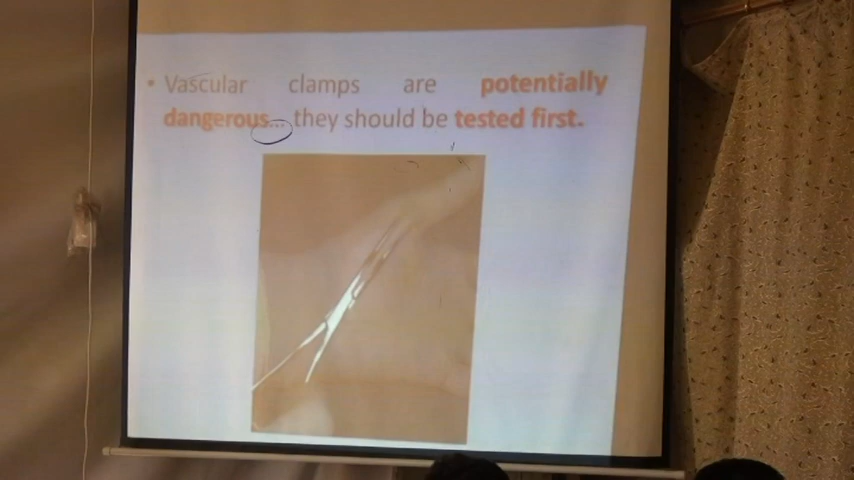 • Vascular clamps are potentially
dangerous... they should be tested first.